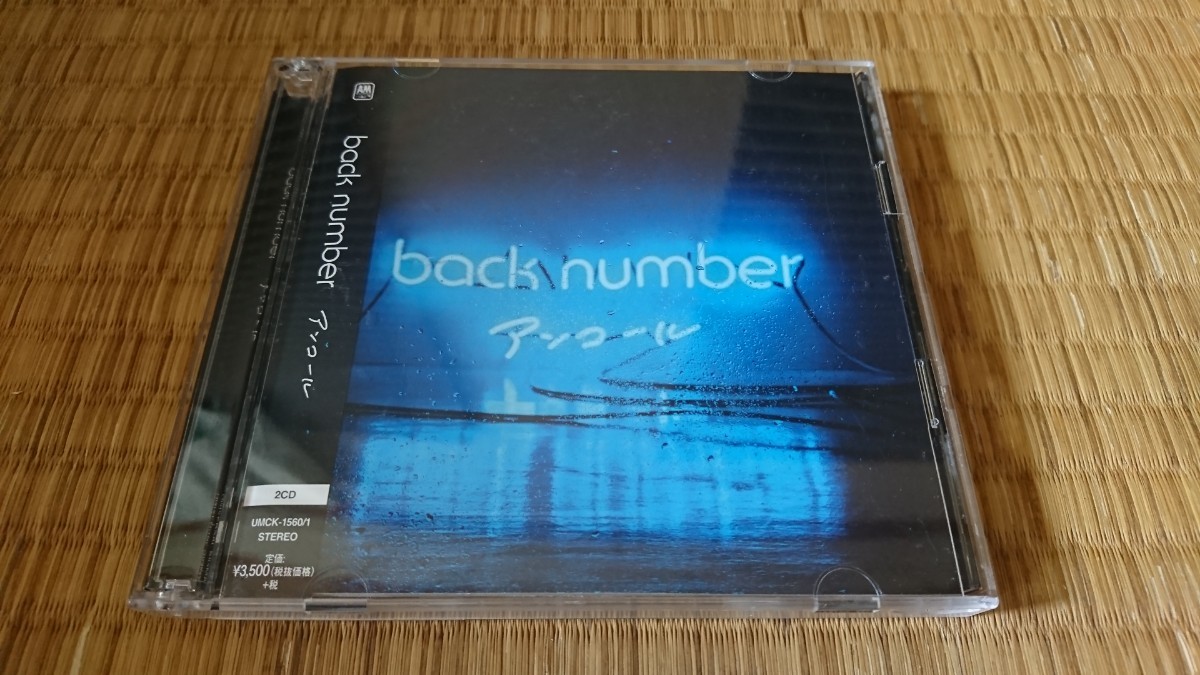 A&M
back number アンコール
back number
アンコール
2CD
UMCK-1560/1
STEREO
定価:
¥3,500(税抜価格)
+税